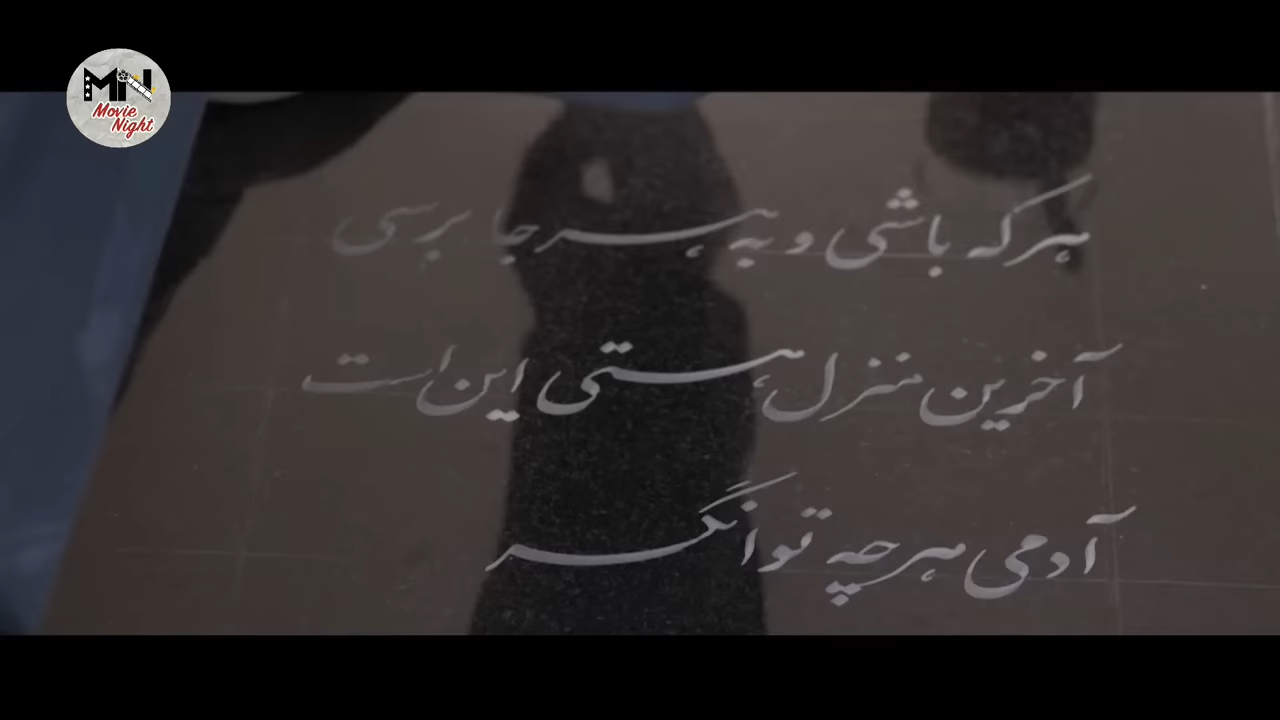 MN
Movie
Night
هر که باشی و به هر جا برسی
آخرین منزل هستی این است
آدمی هر چه توانگر